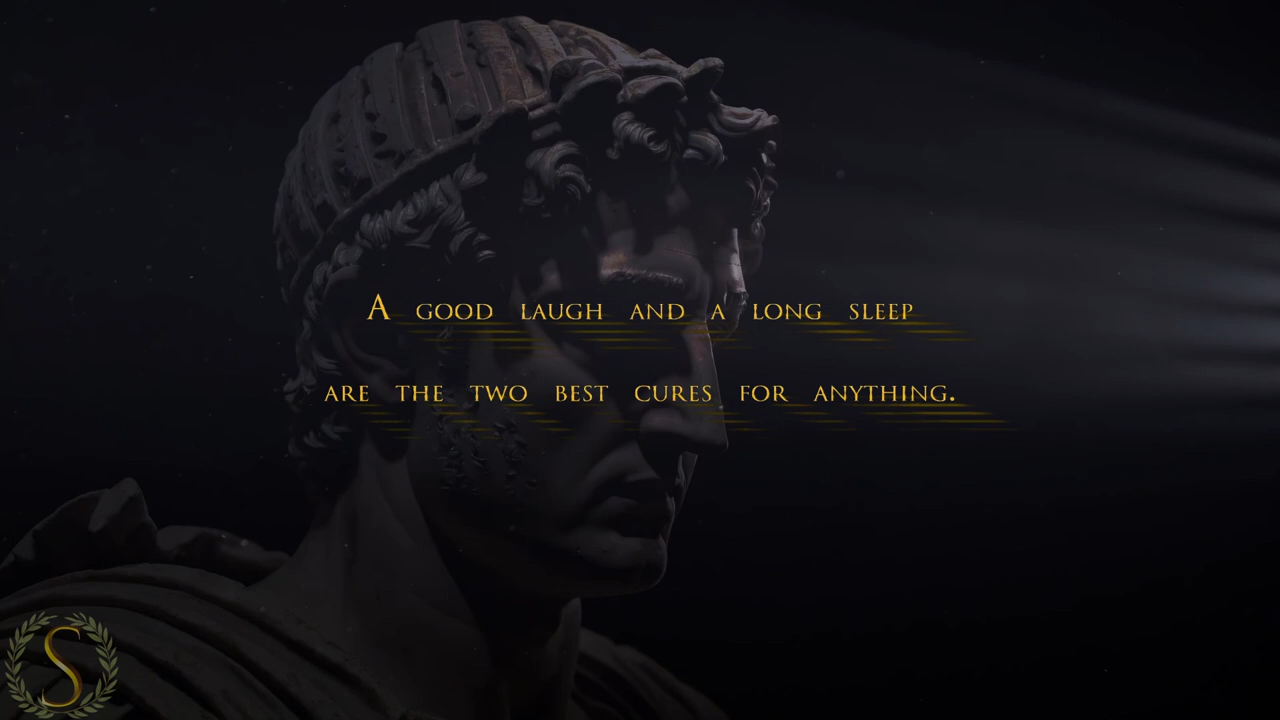 A good laugh and a long sleep
are the two best cures for anything.
S